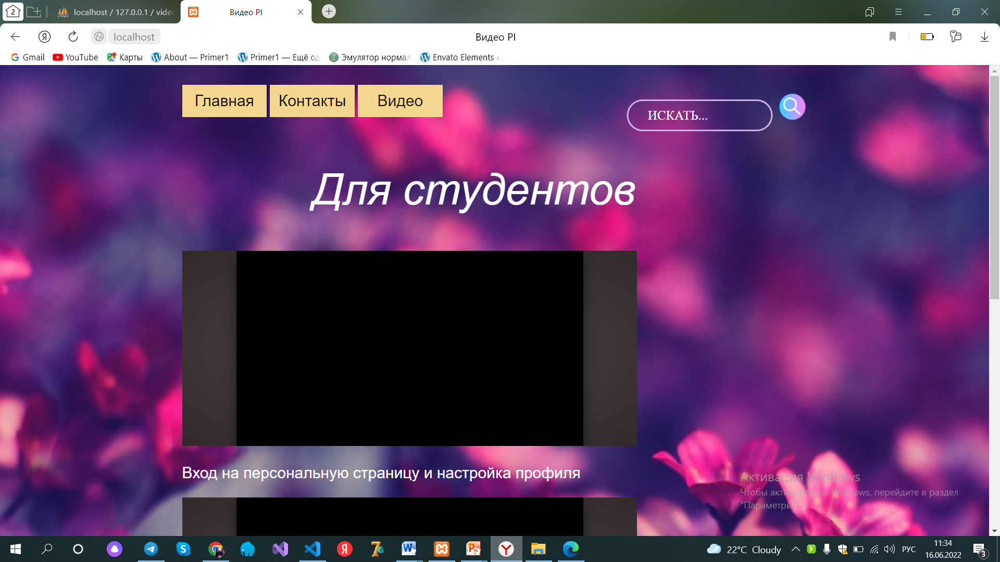 2
localhost / 127.0.0.1 / video
Видео PI
localhost
Видео PI
Gmail
YouTube
Карты
About — Primer1
Primer1 — Ещё од
Эмулятор нормал
Envato Elements ‹
Главная
Контакты
Видео
ИСКАТЬ...
Для студентов
Вход на персональную страницу и настройка профиля
Активация Windows
Чтобы активировать Windows, перейдите в раздел
"Параметры"
22°C Cloudy
РУС
11:34
16.06.2022
3